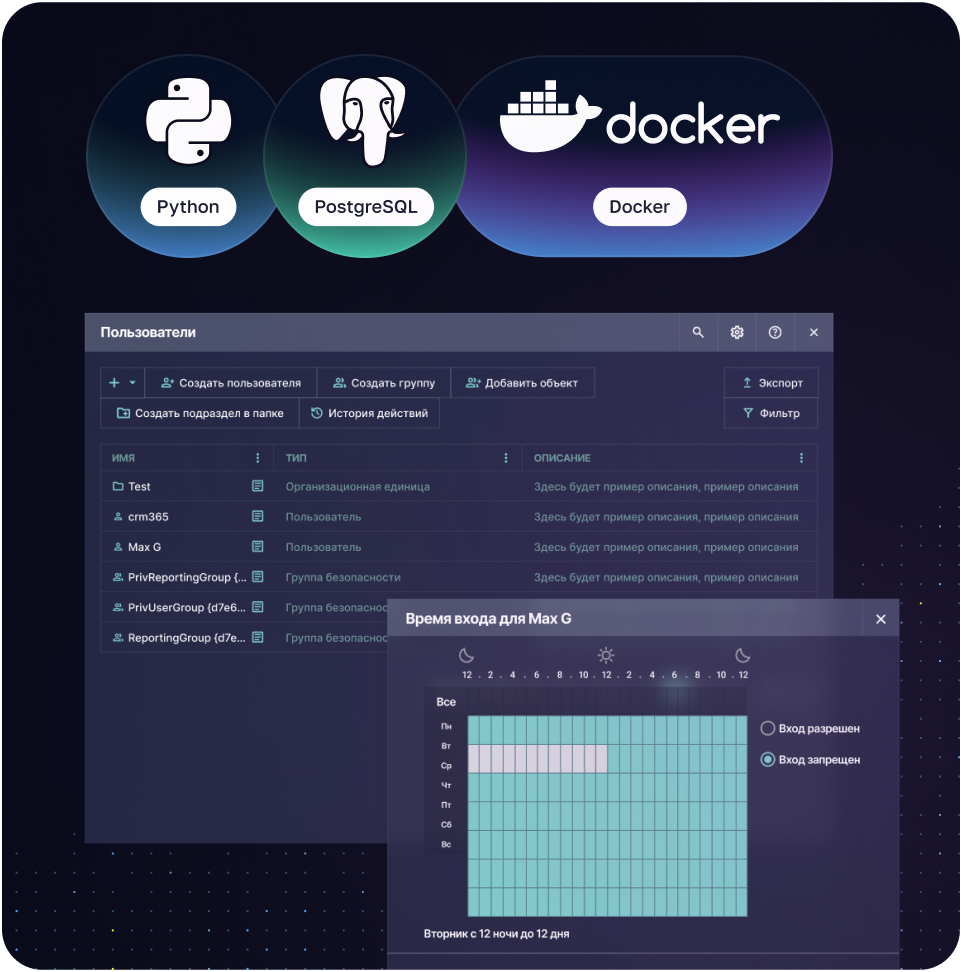 docker
Python
PostgreSQL
Docker
Пользователи
Создать пользователя
Создать группу
Добавить объект
Экспорт
Создать подраздел в папке
История действий
Фильтр
ИМЯ ТИП ОПИСАНИЕ
Test Организационная единица Здесь будет пример описания, пример описания
crm365 Пользователь Здесь будет пример описания, пример описания
Max G Пользователь Здесь будет пример описания, пример описания
PrivReportingGroup {... Группа безопасности Здесь будет пример описания, пример описания
PrivUserGroup {d7e6... Группа безопаснос
ReportingGroup {d7e... Группа безопаснос
Время входа для Max G
12 . 2 . 4 . 6 . 8 . 10 . 12 . 2 . 4 . 6 . 8 . 10 . 12
Все
Пн
Вт
Ср
Чт
Пт
Сб
Вс
Вход разрешен
Вход запрещен
Вторник с 12 ночи до 12 дня